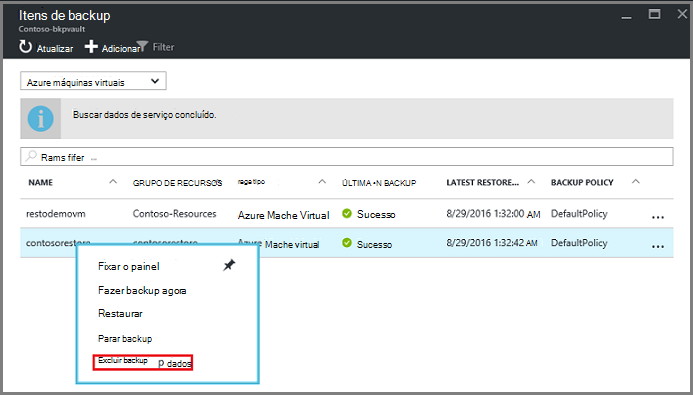 Itens de backup
Contoso-bkpvault
Atualizar Adicionar Filter
Azure máquinas virtuais
Buscar dados de serviço concluído.
Rams fifer ...
NAME GRUPO DE RECURSOS rage tipo ÚLTIMA •N BACKUP LATEST RESTORE... BACKUP POLICY
restodemovm Contoso-Resources Azure Mache Virtual Sucesso 8/29/2016 1:32:00 AM DefaultPolicy ...
contosorestore contosorestore Azure Mache virtual Sucesso 8/29/2016 1:32:42 AM DefaultPolicy ...
Fixar o painel
Fazer backup agora
Restaurar
Parar backup
Excluir backup p dados